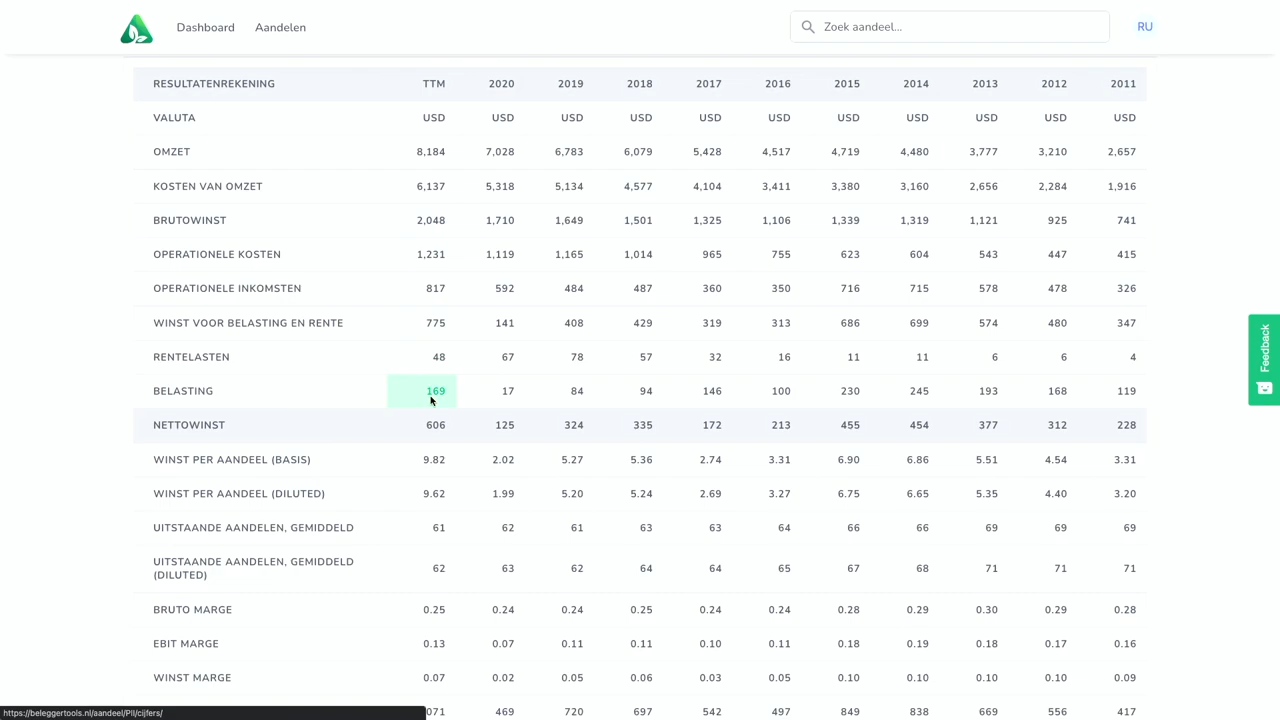 Dashboard Aandelen Zoek aandeel... RU
RESULTATENREKENING TTM 2020 2019 2018 2017 2016 2015 2014 2013 2012 2011
VALUTA USD USD USD USD USD USD USD USD USD USD USD
OMZET 8,184 7,028 6,783 6,079 5,428 4,517 4,719 4,480 3,777 3,210 2,657
KOSTEN VAN OMZET 6,137 5,318 5,134 4,577 4,104 3,411 3,380 3,160 2,656 2,284 1,916
BRUTOWINST 2,048 1,710 1,649 1,501 1,325 1,106 1,339 1,319 1,121 925 741
OPERATIONELE KOSTEN 1,231 1,119 1,165 1,014 965 755 623 604 543 447 415
OPERATIONELE INKOMSTEN 817 592 484 487 360 350 716 715 578 478 326
WINST VOOR BELASTING EN RENTE 775 141 408 429 319 313 686 699 574 480 347
RENTELASTEN 48 67 78 57 32 16 11 11 6 6 4
BELASTING 169 17 84 94 146 100 230 245 193 168 119
NETTOWINST 606 125 324 335 172 213 455 454 377 312 228
WINST PER AANDEEL (BASIS) 9.82 2.02 5.27 5.36 2.74 3.31 6.90 6.86 5.51 4.54 3.31
WINST PER AANDEEL (DILUTED) 9.62 1.99 5.20 5.24 2.69 3.27 6.75 6.65 5.35 4.40 3.20
UITSTAANDE AANDELEN, GEMIDDELD 61 62 61 63 63 64 66 66 69 69 69
UITSTAANDE AANDELEN, GEMIDDELD
(DILUTED) 62 63 62 64 64 65 67 68 71 71 71
BRUTO MARGE 0.25 0.24 0.24 0.25 0.24 0.24 0.28 0.29 0.30 0.29 0.28
EBIT MARGE 0.13 0.07 0.11 0.11 0.10 0.11 0.18 0.19 0.18 0.17 0.16
WINST MARGE 0.07 0.02 0.05 0.06 0.03 0.05 0.10 0.10 0.10 0.10 0.09
071 469 720 697 542 497 849 838 669 556 417
https://beleggertools.nl/aandeel/PII/cijfers/
Feedback